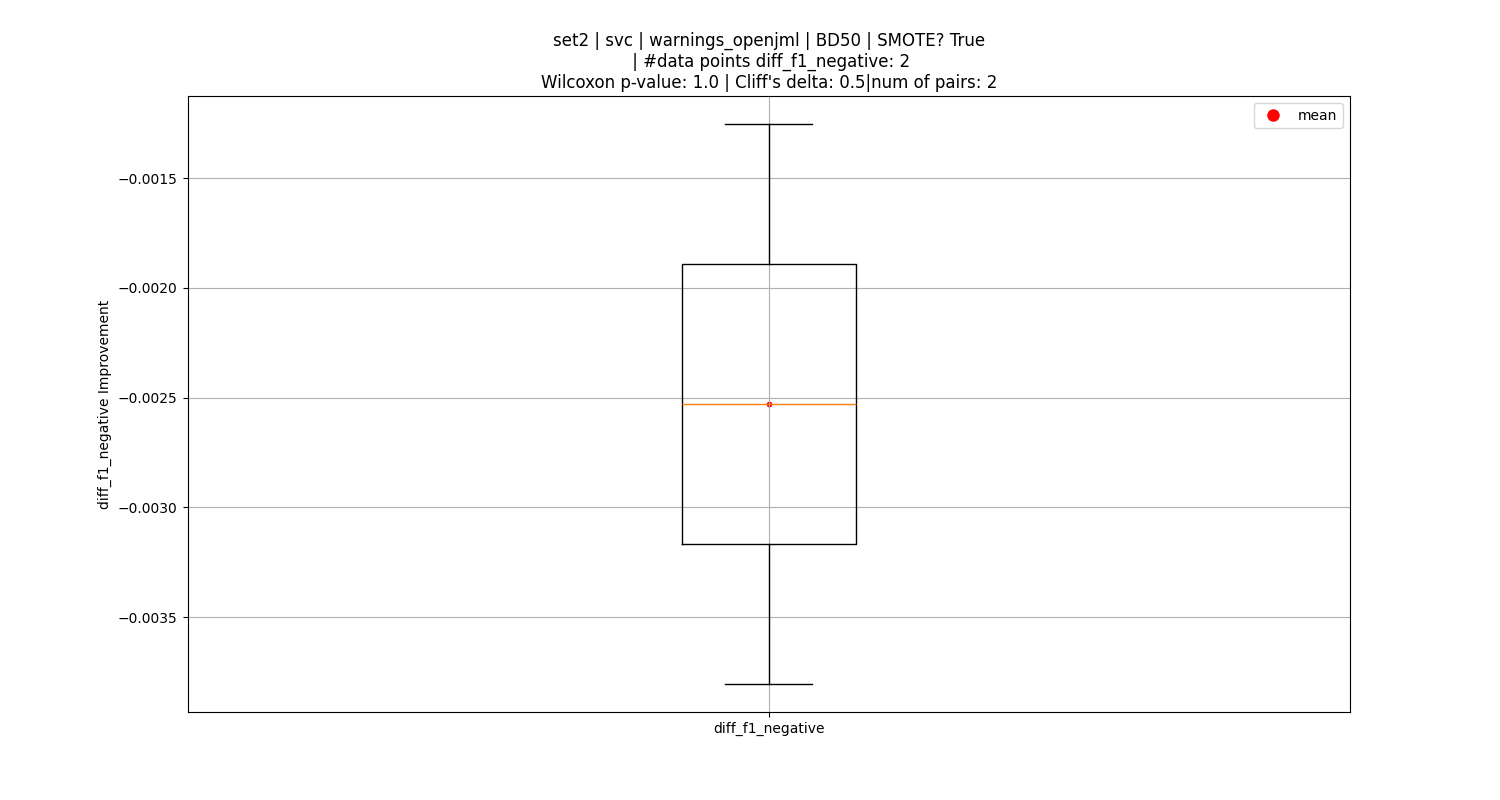 set2 | svc | warnings_openjml | BD50 | SMOTE? True
| #data points diff_f1_negative: 2
Wilcoxon p-value: 1.0 | Cliff's delta: 0.5|num of pairs: 2
mean
−0.0015
−0.0020
−0.0025
−0.0030
−0.0035
diff_f1_negative Improvement
diff_f1_negative